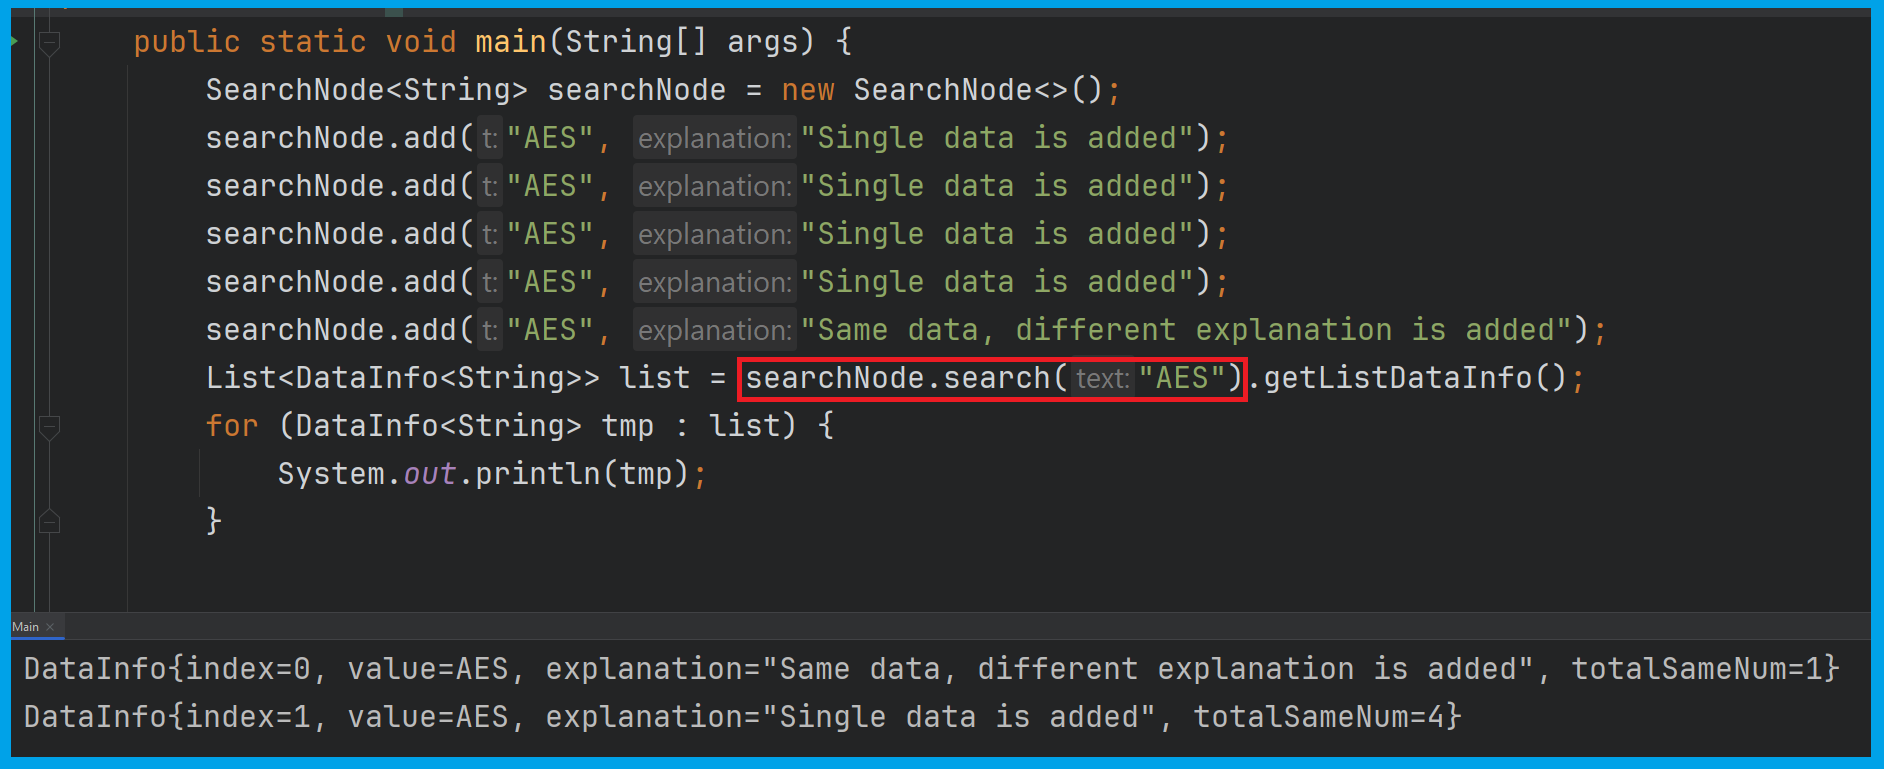 public static void main(String[] args) {
SearchNode<String> searchNode = new SearchNode<>();
searchNode.add( t: "AES", explanation: "Single data is added");
searchNode.add( t: "AES", explanation: "Single data is added");
searchNode.add( t: "AES", explanation: "Single data is added");
searchNode.add( t: "AES", explanation: "Single data is added");
searchNode.add( t: "AES", explanation: "Same data, different explanation is added");
List<DataInfo<String>> list = searchNode.search( text: "AES").getListDataInfo();
for (DataInfo<String> tmp : list) {
System.out.println(tmp);
}
Main ×
DataInfo{index=0, value=AES, explanation="Same data, different explanation is added", totalSameNum=1}
DataInfo{index=1, value=AES, explanation="Single data is added", totalSameNum=4}